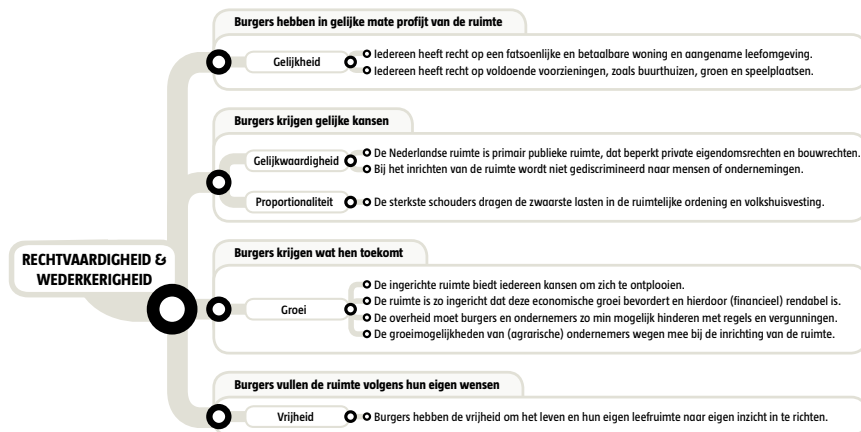 Burgers hebben in gelijke mate profijt van de ruimte
Gelijkheid
Iedereen heeft recht op een fatsoenlijke en betaalbare woning en aangename leefomgeving.
Iedereen heeft recht op voldoende voorzieningen, zoals buurthuizen, groen en speelplaatsen.
Burgers krijgen gelijke kansen
Gelijkwaardigheid
De Nederlandse ruimte is primair publieke ruimte, dat beperkt private eigendomsrechten en bouwrechten.
Bij het inrichten van de ruimte wordt niet gediscrimineerd naar mensen of ondernemingen.
Proportionaliteit
De sterkste schouders dragen de zwaarste lasten in de ruimtelijke ordening en volkshuisvesting.
RECHTVAARDIGHEID &
WEDERKERIGHEID
Burgers krijgen wat hen toekomt
Groei
De ingerichte ruimte biedt iedereen kansen om zich te ontplooien.
De ruimte is zo ingericht dat deze economische groei bevordert en hierdoor (financieel) rendabel is.
De overheid moet burgers en ondernemers zo min mogelijk hinderen met regels en vergunningen.
De groeimogelijkheden van (agrarische) ondernemers wegen mee bij de inrichting van de ruimte.
Burgers vullen de ruimte volgens hun eigen wensen
Vrijheid
Burgers hebben de vrijheid om het leven en hun eigen leefruimte naar eigen inzicht in te richten.